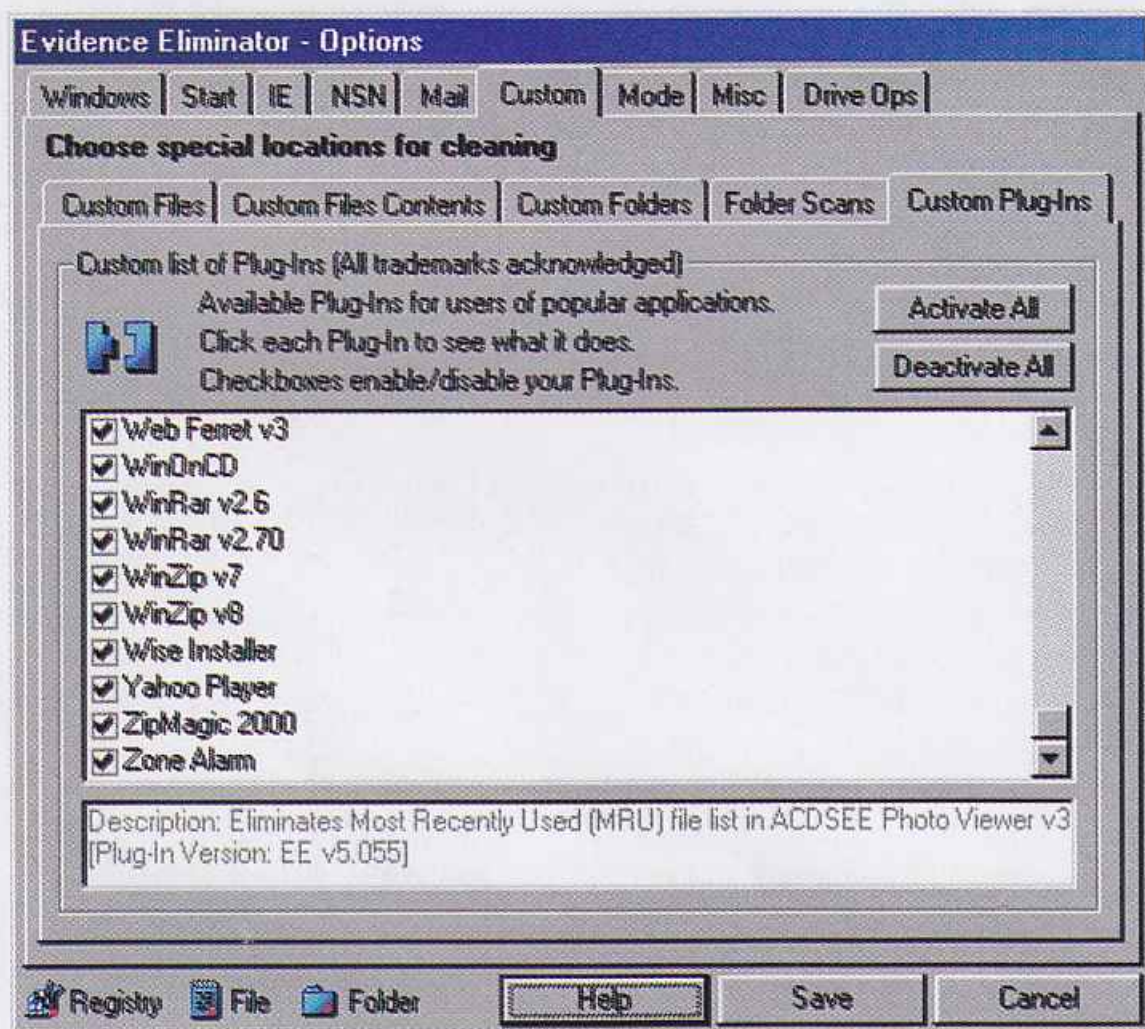 Evidence Eliminator - Options
Windows Start IE NSN Mail Custom Mode Misc Drive Ops
Choose special locations for cleaning
Custom Files Custom Files Contents Custom Folders Folder Scans Custom Plug-Ins
Custom list of Plug-Ins (All trademarks acknowledged)
Available Plug-Ins for users of popular applications.
Click each Plug-In to see what it does.
Checkboxes enable/disable your Plug-Ins.
Activate All
Deactivate All
Web Ferret v3
WinOnCD
WinRar v2.6
WinRar v2.70
WinZip v7
WinZip v8
Wise Installer
Yahoo Player
ZipMagic 2000
Zone Alarm
Description: Eliminates Most Recently Used (MRU) file list in ACDSEE Photo Viewer v3
[Plug-In Version: EE v5.055]
Registry File Folder Help Save Cancel